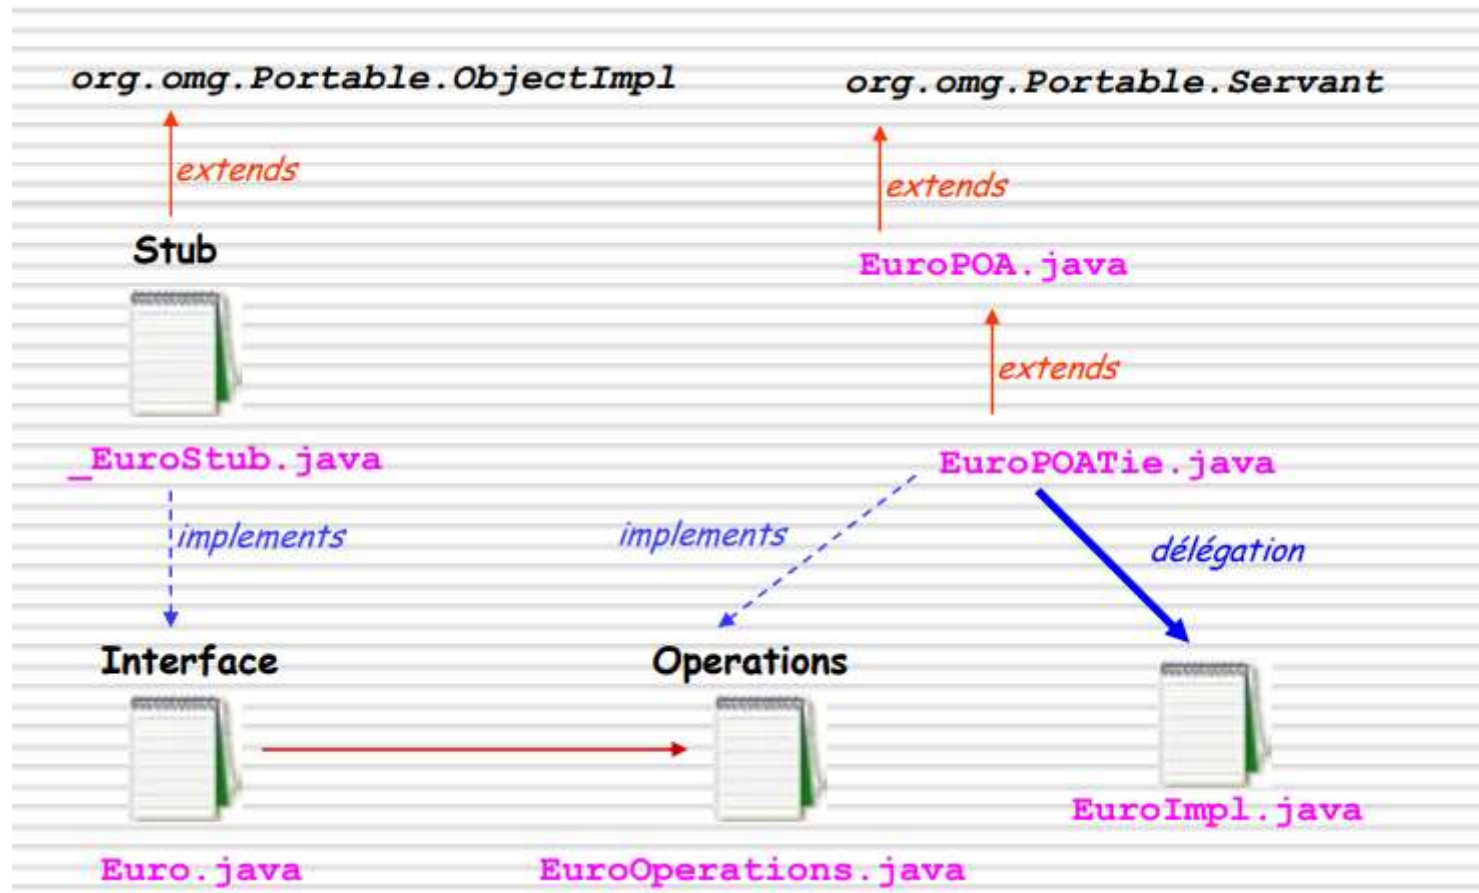 org.omg.Portable.ObjectImpl
org.omg.Portable.Servant
extends
extends
Stub
EuroPOA.java
extends
_EuroStub.java
EuroPOATie.java
implements
implements
délégation
Interface
Operations
EuroImpl.java
Euro.java
EuroOperations.java